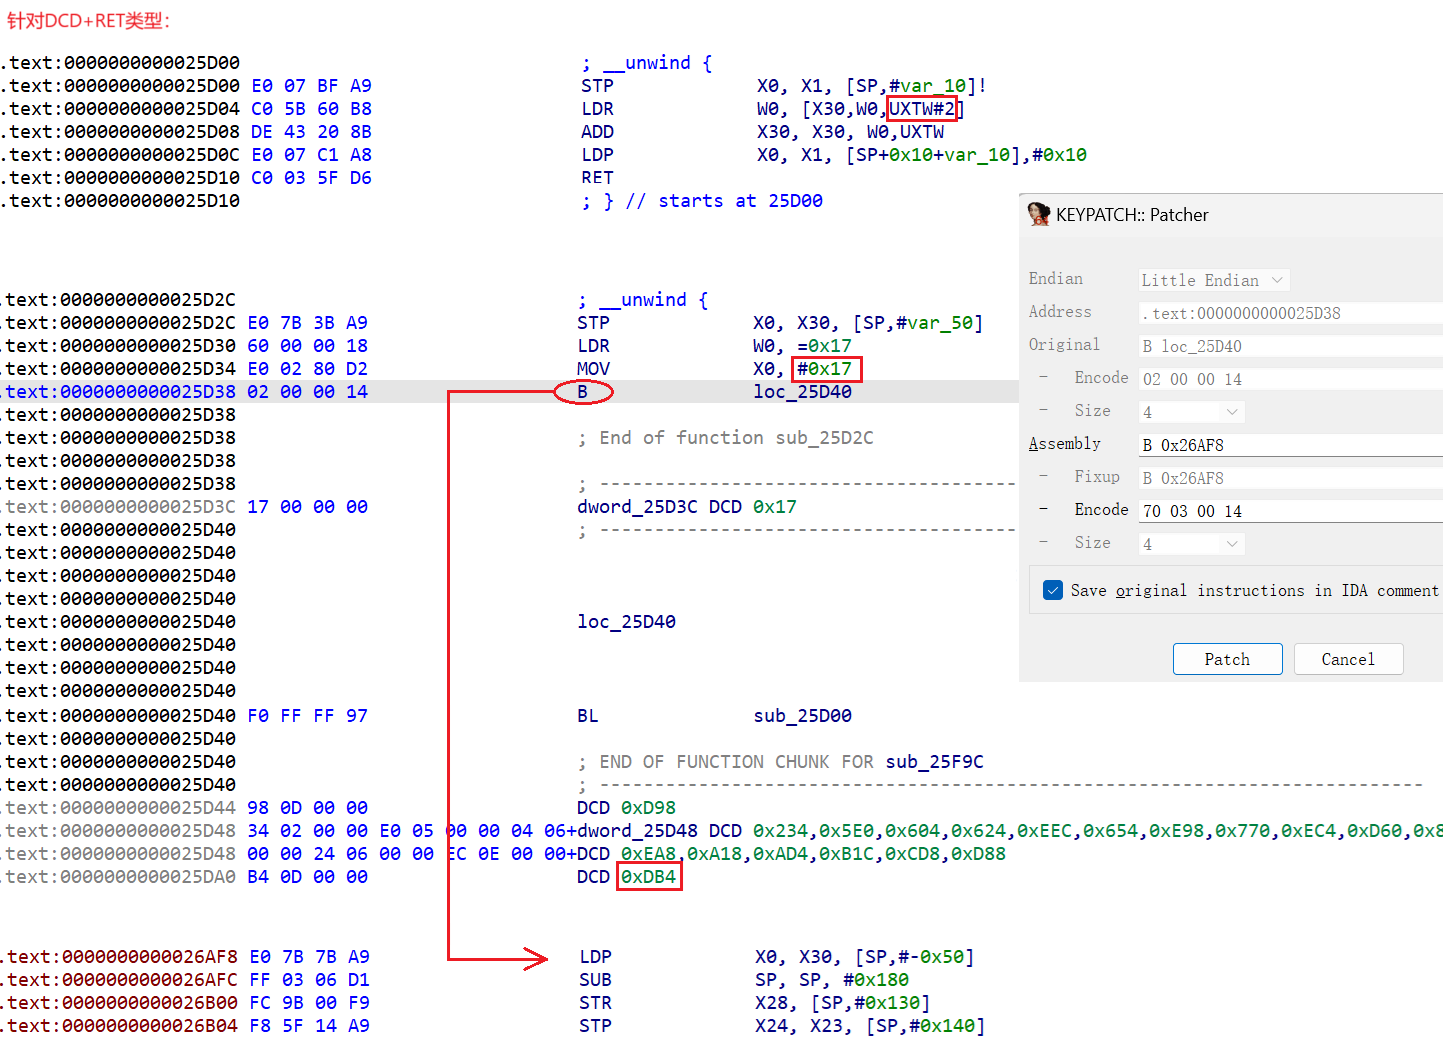 针对DCD+RET类型:
.text:0000000000025D00 ; __unwind {
.text:0000000000025D00 E0 07 BF A9 STP X0, X1, [SP,#var_10]!
.text:0000000000025D04 C0 5B 60 B8 LDR W0, [X30,W0,UXTW#2]
.text:0000000000025D08 DE 43 20 8B ADD X30, X30, W0,UXTW
.text:0000000000025D0C E0 07 C1 A8 LDP X0, X1, [SP+0x10+var_10],#0x10
.text:0000000000025D10 C0 03 5F D6 RET
.text:0000000000025D10 ; } // starts at 25D00
.text:0000000000025D2C ; __unwind {
.text:0000000000025D2C E0 7B 3B A9 STP X0, X30, [SP,#var_50]
.text:0000000000025D30 60 00 00 18 LDR W0, =0x17
.text:0000000000025D34 E0 02 80 D2 MOV X0, #0x17
.text:0000000000025D38 02 00 00 14 B loc_25D40
.text:0000000000025D38
.text:0000000000025D38 ; End of function sub_25D2C
.text:0000000000025D38
.text:0000000000025D38 ; ---------------------------------------
.text:0000000000025D3C 17 00 00 00 dword_25D3C DCD 0x17
.text:0000000000025D40 ; ---------------------------------------
.text:0000000000025D40
.text:0000000000025D40
.text:0000000000025D40
.text:0000000000025D40 loc_25D40
.text:0000000000025D40
.text:0000000000025D40
.text:0000000000025D40
.text:0000000000025D40 F0 FF FF 97 BL sub_25D00
.text:0000000000025D40
.text:0000000000025D40 ; END OF FUNCTION CHUNK FOR sub_25F9C
.text:0000000000025D40 ; ---------------------------------------------------------------------------
.text:0000000000025D44 98 0D 00 00 DCD 0xD98
.text:0000000000025D48 34 02 00 00 E0 05 00 00 04 06+dword_25D48 DCD 0x234,0x5E0,0x604,0x624,0xEEC,0x654,0xE98,0x770,0xEC4,0xD60,0x8
.text:0000000000025D48 00 00 24 06 00 00 EC 0E 00 00+DCD 0xEA8,0xA18,0xAD4,0xB1C,0xCD8,0xD88
.text:0000000000025DA0 B4 0D 00 00 DCD 0xDB4
.text:0000000000026AF8 E0 7B 7B A9 LDP X0, X30, [SP,#-0x50]
.text:0000000000026AFC FF 03 06 D1 SUB SP, SP, #0x180
.text:0000000000026B00 FC 9B 00 F9 STR X28, [SP,#0x130]
.text:0000000000026B04 F8 5F 14 A9 STP X24, X23, [SP,#0x140]
KEYPATCH:: Patcher
Endian Little Endian
Address .text:0000000000025D38
Original B loc_25D40
- Encode 02 00 00 14
- Size 4
Assembly B 0x26AF8
- Fixup B 0x26AF8
- Encode 70 03 00 14
- Size 4
Save original instructions in IDA comment
Patch Cancel